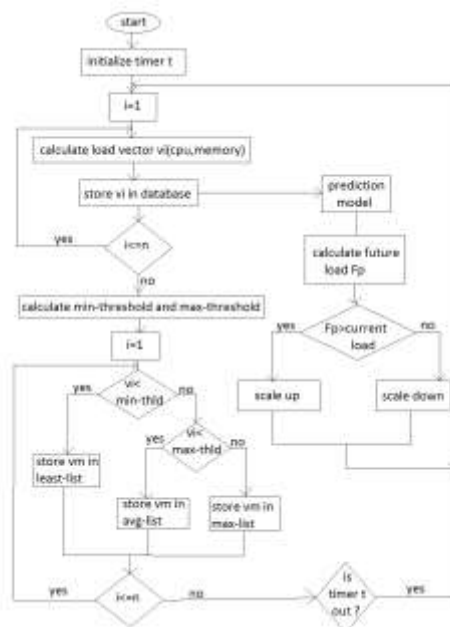 start
initialize timer t
i=1
calculate load vector vi(cpu,memory)
store vi in database
prediction
model
yes
i<=n
no
calculate future
load Fp
calculate min-threshold and max-threshold
yes
Fp>current
load
no
i=1
scale up
scale down
yes
vi<
min-thld
no
yes
vi<
max-thld
no
store vm in
least-list
store vm in
avg-list
store vm in
max-list
yes
i<=n
no
is
timer t
out ?
yes